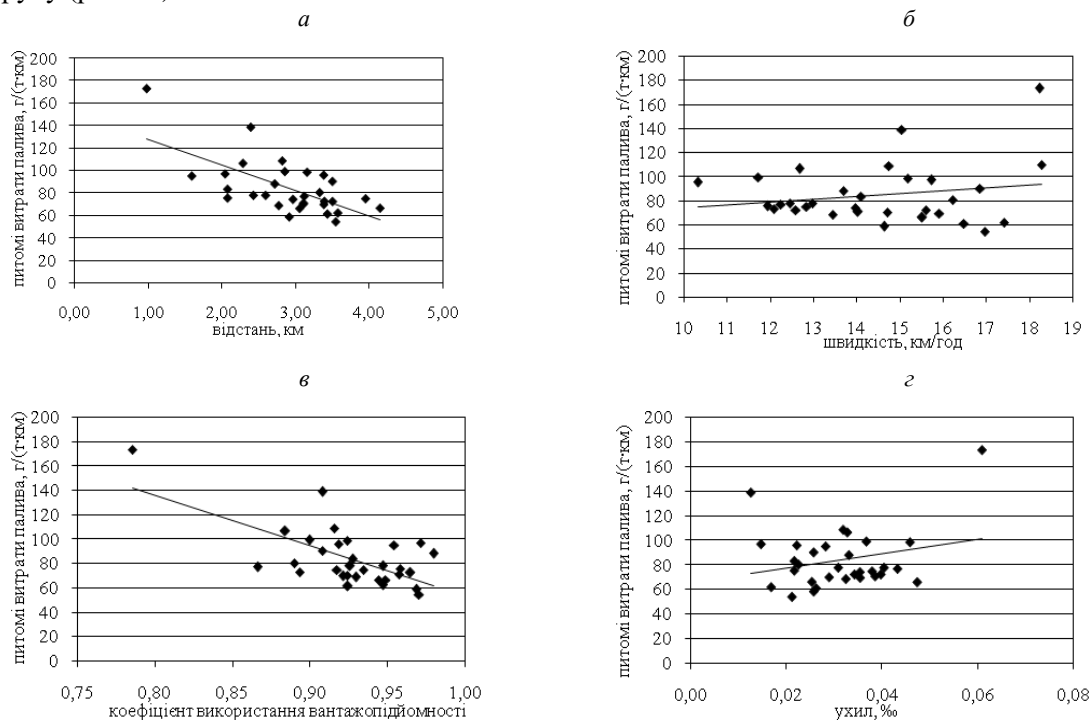 а
питомі витрати палива, г/(т·км)
200
180
160
140
120
100
80
60
40
20
0
0,00 1,00 2,00 3,00 4,00 5,00
відстань, км
б
питомі витрати палива, г/(т·км)
200
180
160
140
120
100
80
60
40
20
0
10 11 12 13 14 15 16 17 18 19
швидкість, км/год
в
питомі витрати палива, г/(т·км)
200
180
160
140
120
100
80
60
40
20
0
0,75 0,80 0,85 0,90 0,95 1,00
коефіцієнт використання вантажопідйомності
г
питомі витрати палива, г/(т·км)
200
180
160
140
120
100
80
60
40
20
0
0,00 0,02 0,04 0,06 0,08
ухил, ‰